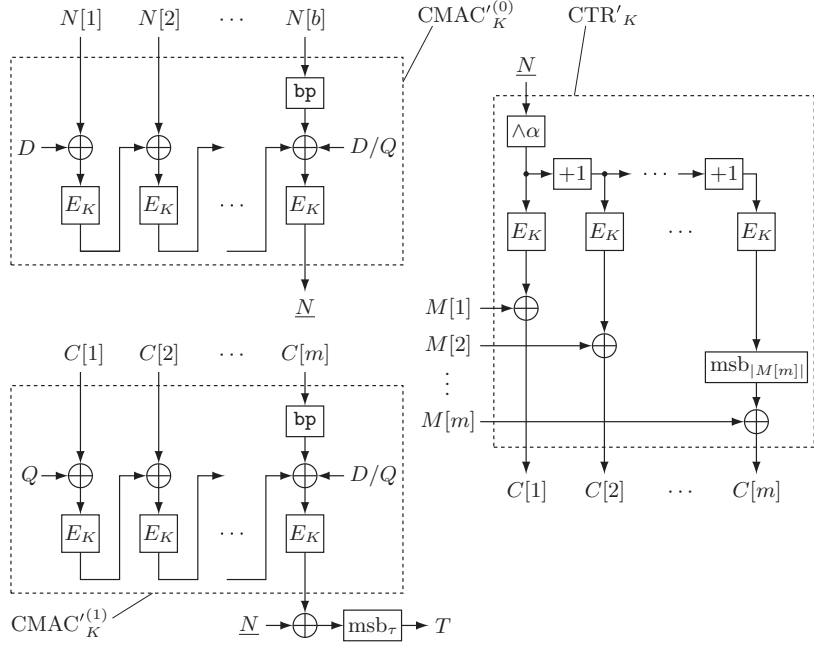 N[1] N[2] · · · N[b] CMAC′_K^(0)
bp
D D/Q
E_K E_K · · · E_K
N
C[1] C[2] · · · C[m]
bp
Q D/Q
E_K E_K · · · E_K
CMAC′_K^(1)
N msb_τ T
CTR′_K
N
∧α
+1 · · · +1
E_K E_K · · · E_K
M[1]
M[2]
⋮
msb_|M[m]|
M[m]
C[1] C[2] · · · C[m]